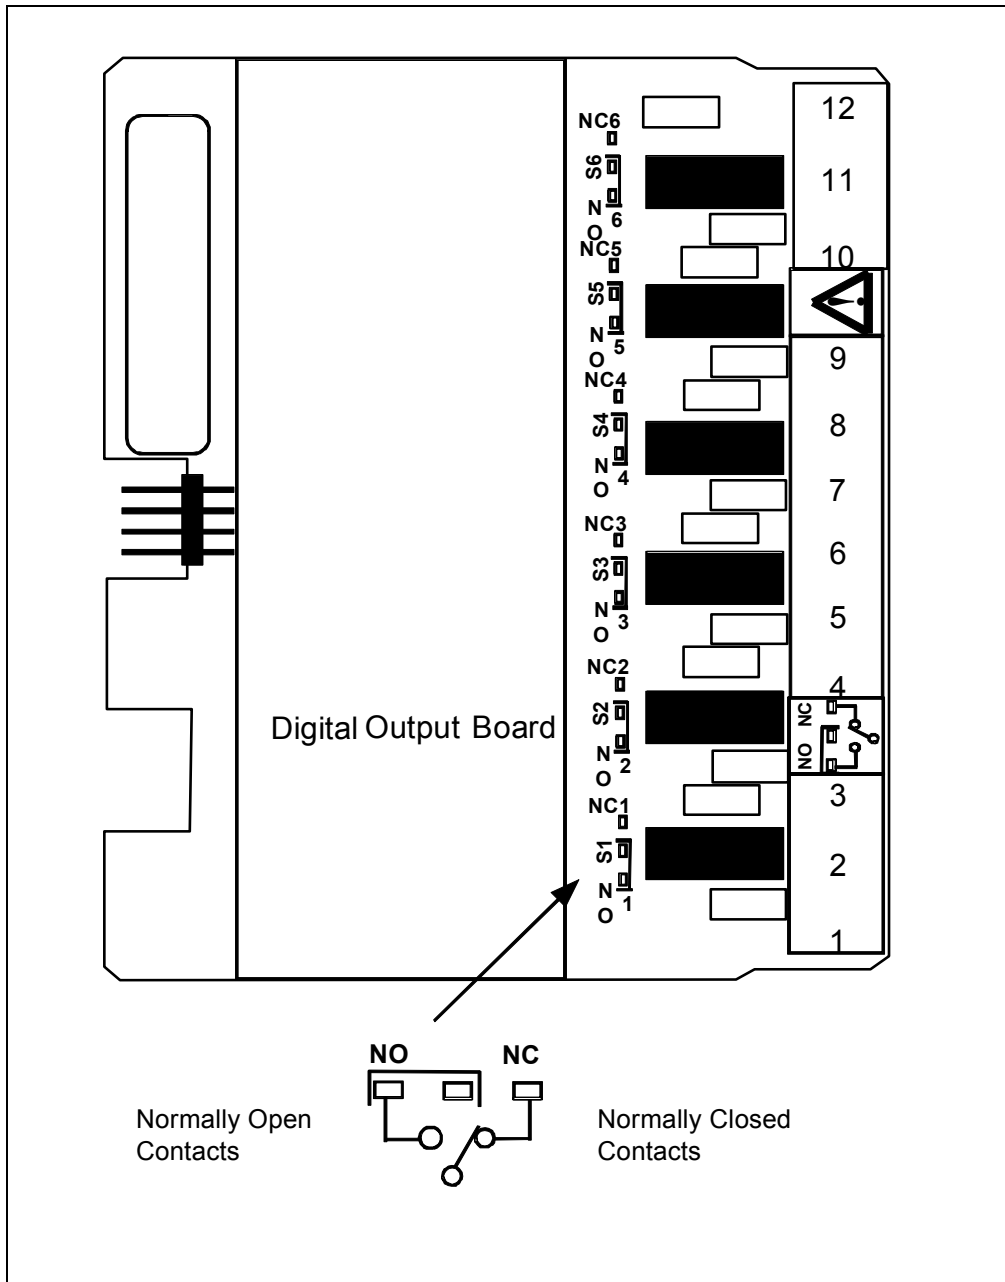 12
NC6
S6
11
N
O
6
NC5
10
S5
N
O
5
9
NC4
S4
8
N
O
4
7
NC3
6
S3
N
O
3
5
NC2
4
S2
NC
Digital Output Board
NO
N
O
2
3
NC1
S1
2
N
O
1
1
NO
NC
Normally Open
Contacts
Normally Closed
Contacts